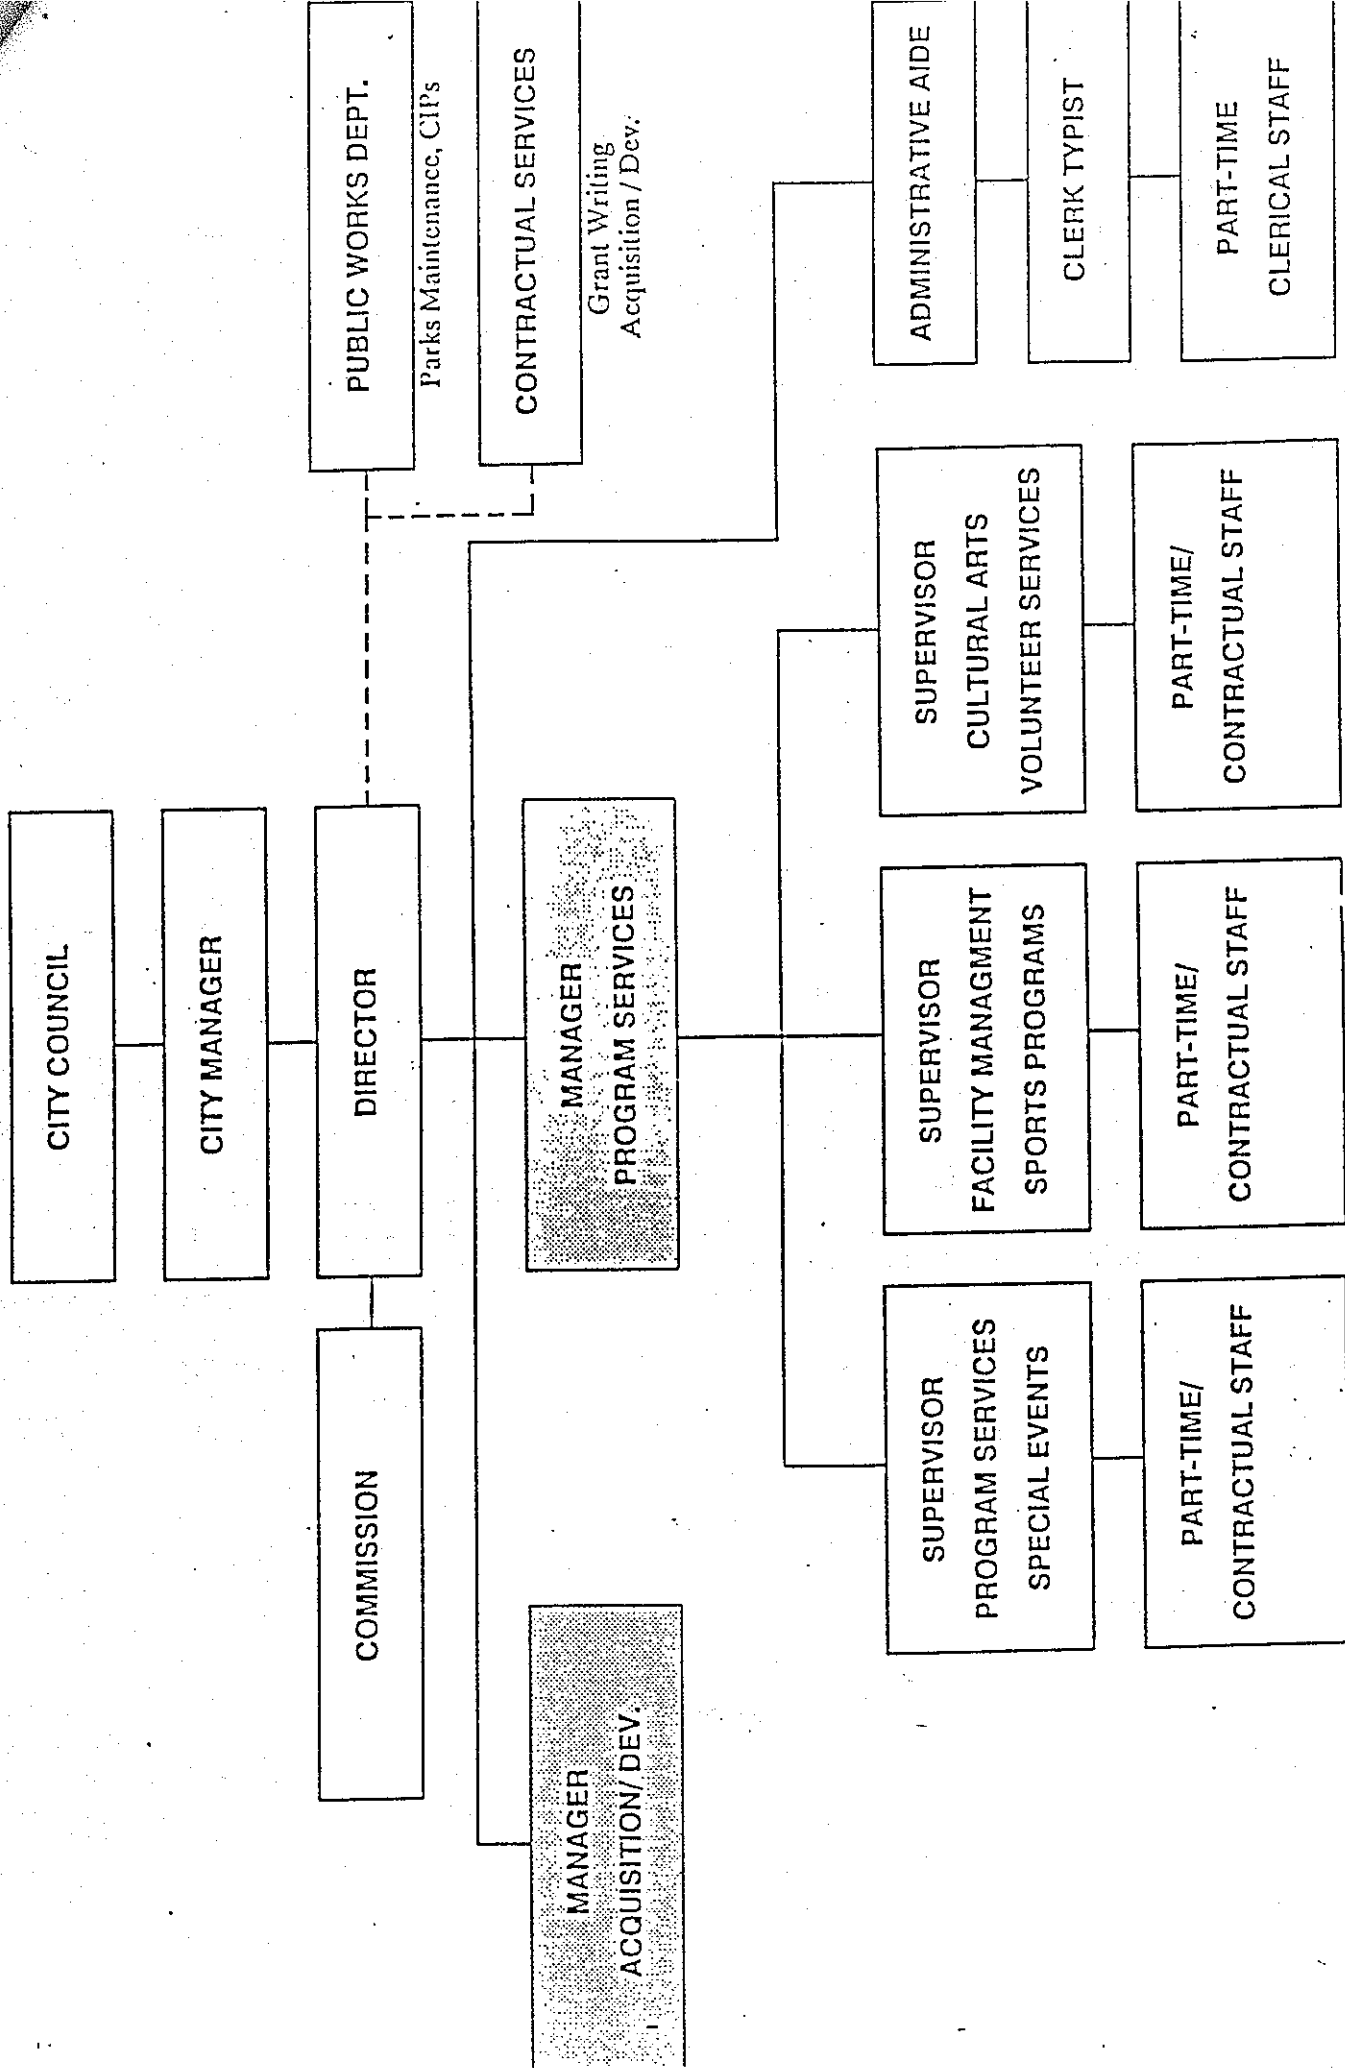 CITY COUNCIL
CITY MANAGER
COMMISSION
DIRECTOR
PUBLIC WORKS DEPT.
Parks Maintenance, CIPs
CONTRACTUAL SERVICES
Grant Writing
Acquisition / Dev.
MANAGER
ACQUISITION/ DEV.
MANAGER
PROGRAM SERVICES
SUPERVISOR
PROGRAM SERVICES
SPECIAL EVENTS
SUPERVISOR
FACILITY MANAGMENT
SPORTS PROGRAMS
SUPERVISOR
CULTURAL ARTS
VOLUNTEER SERVICES
ADMINISTRATIVE AIDE
CLERK TYPIST
PART-TIME
CLERICAL STAFF
PART-TIME/
CONTRACTUAL STAFF
PART-TIME/
CONTRACTUAL STAFF
PART-TIME/
CONTRACTUAL STAFF